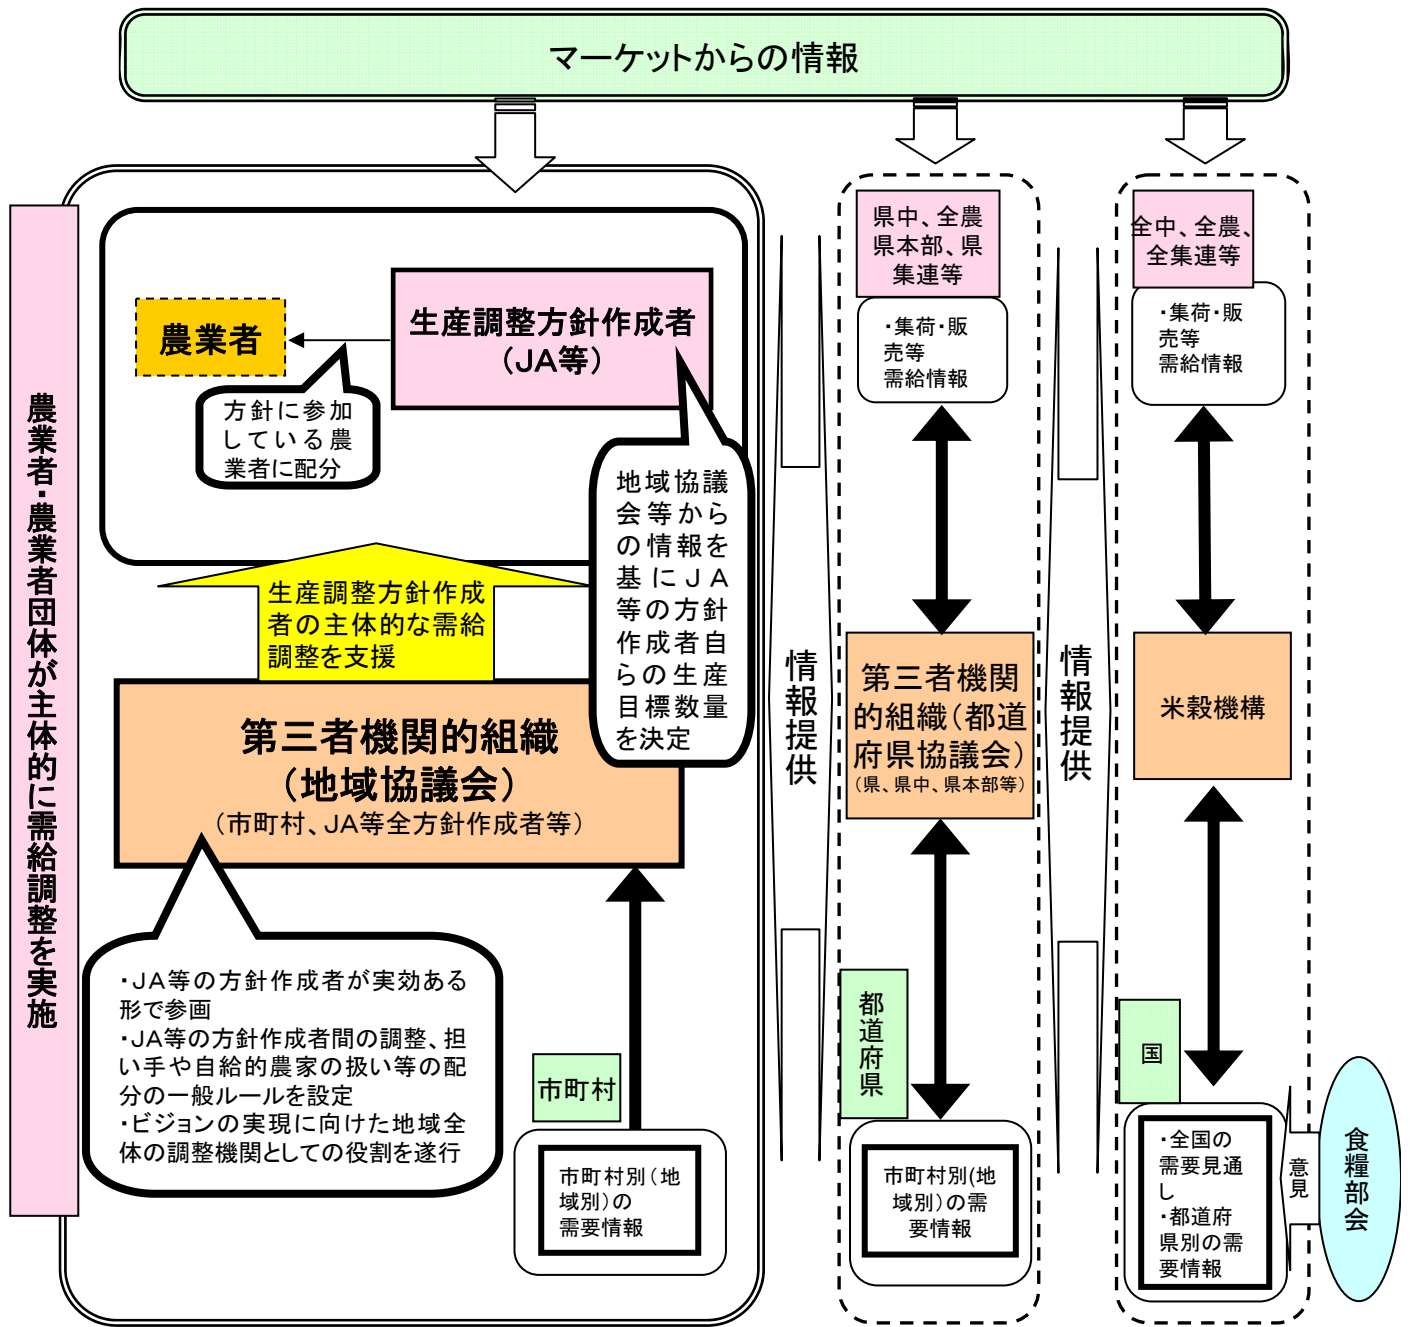 マーケットからの情報
農業者・農業者団体が主体的に需給調整を実施
農業者
生産調整方針作成者
（JA等）
方針に参加
している農
業者に配分
地域協議
会等から
の情報を
基にＪＡ
等の方針
作成者自
らの生産
目標数量
を決定
生産調整方針作成
者の主体的な需給
調整を支援
第三者機関的組織
（地域協議会）
（市町村、JA等全方針作成者等）
・JA等の方針作成者が実効ある
形で参画
・JA等の方針作成者間の調整、担
い手や自給的農家の扱い等の配
分の一般ルールを設定
・ビジョンの実現に向けた地域全
体の調整機関としての役割を遂行
市町村
市町村別（地
域別）の
需要情報
情報提供
県中、全農
県本部、県
集連等
・集荷・販
売等
需給情報
第三者機関
的組織（都道
府県協議会）
（県、県中、県本部等）
都道府県
市町村別(地
域別）の需
要情報
情報提供
全中、全農、
全集連等
・集荷・販
売等
需給情報
米穀機構
国
・全国の
需要見通
し
・都道府
県別の需
要情報
意見
食糧部会